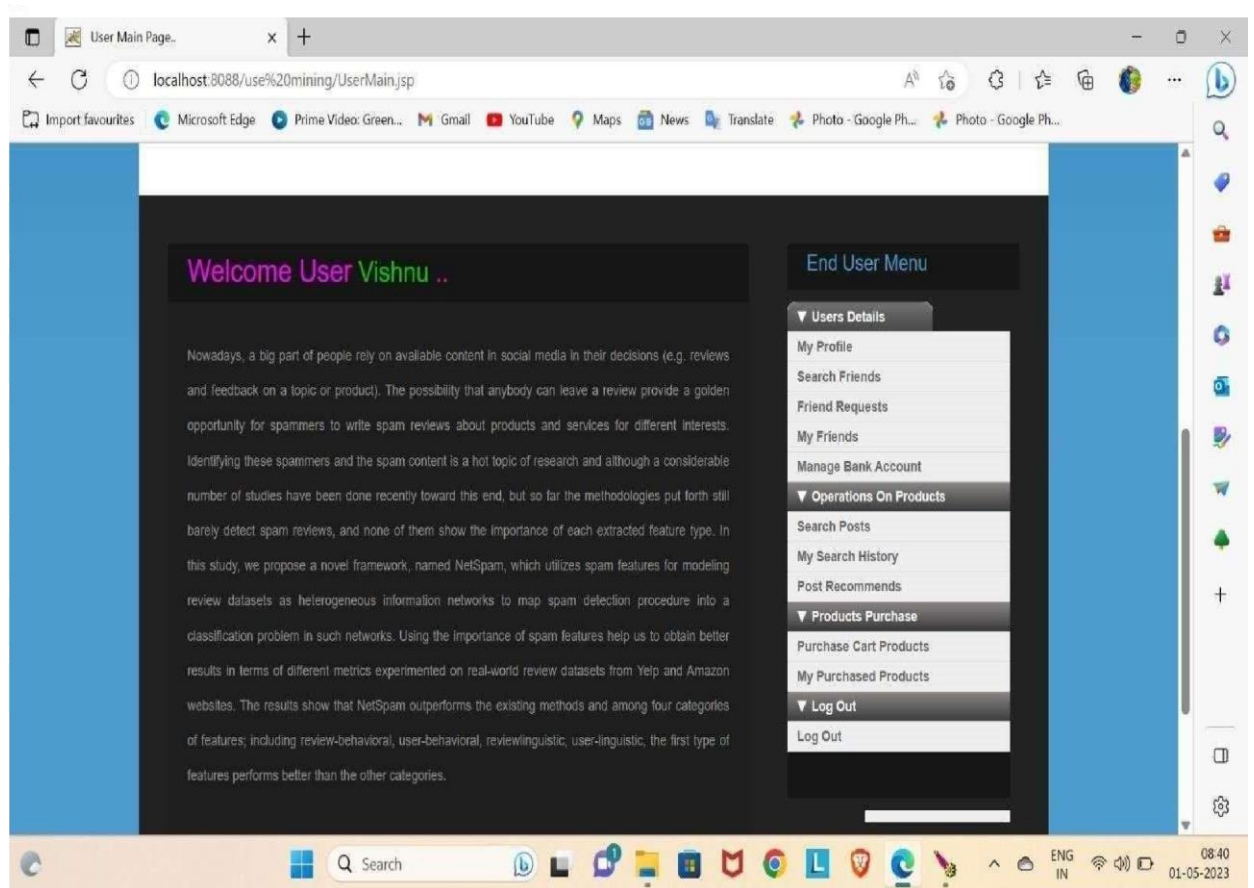 User Main Page..
localhost:8088/use%20mining/UserMain.jsp
Import favourites Microsoft Edge Prime Video: Green... Gmail YouTube Maps News Translate Photo - Google Ph... Photo - Google Ph...
Welcome User Vishnu ..
Nowadays, a big part of people rely on available content in social media in their decisions (e.g. reviews
and feedback on a topic or product). The possibility that anybody can leave a review provide a golden
opportunity for spammers to write spam reviews about products and services for different interests.
Identifying these spammers and the spam content is a hot topic of research and although a considerable
number of studies have been done recently toward this end, but so far the methodologies put forth still
barely detect spam reviews, and none of them show the importance of each extracted feature type. In
this study, we propose a novel framework, named NetSpam, which utilizes spam features for modeling
review datasets as heterogeneous information networks to map spam detection procedure into a
classification problem in such networks. Using the importance of spam features help us to obtain better
results in terms of different metrics experimented on real-world review datasets from Yelp and Amazon
websites. The results show that NetSpam outperforms the existing methods and among four categories
of features; including review-behavioral, user-behavioral, reviewlinguistic, user-linguistic, the first type of
features performs better than the other categories.
End User Menu
▼ Users Details
My Profile
Search Friends
Friend Requests
My Friends
Manage Bank Account
▼ Operations On Products
Search Posts
My Search History
Post Recommends
▼ Products Purchase
Purchase Cart Products
My Purchased Products
▼ Log Out
Log Out
Search
ENG
IN
08:40
01-05-2023